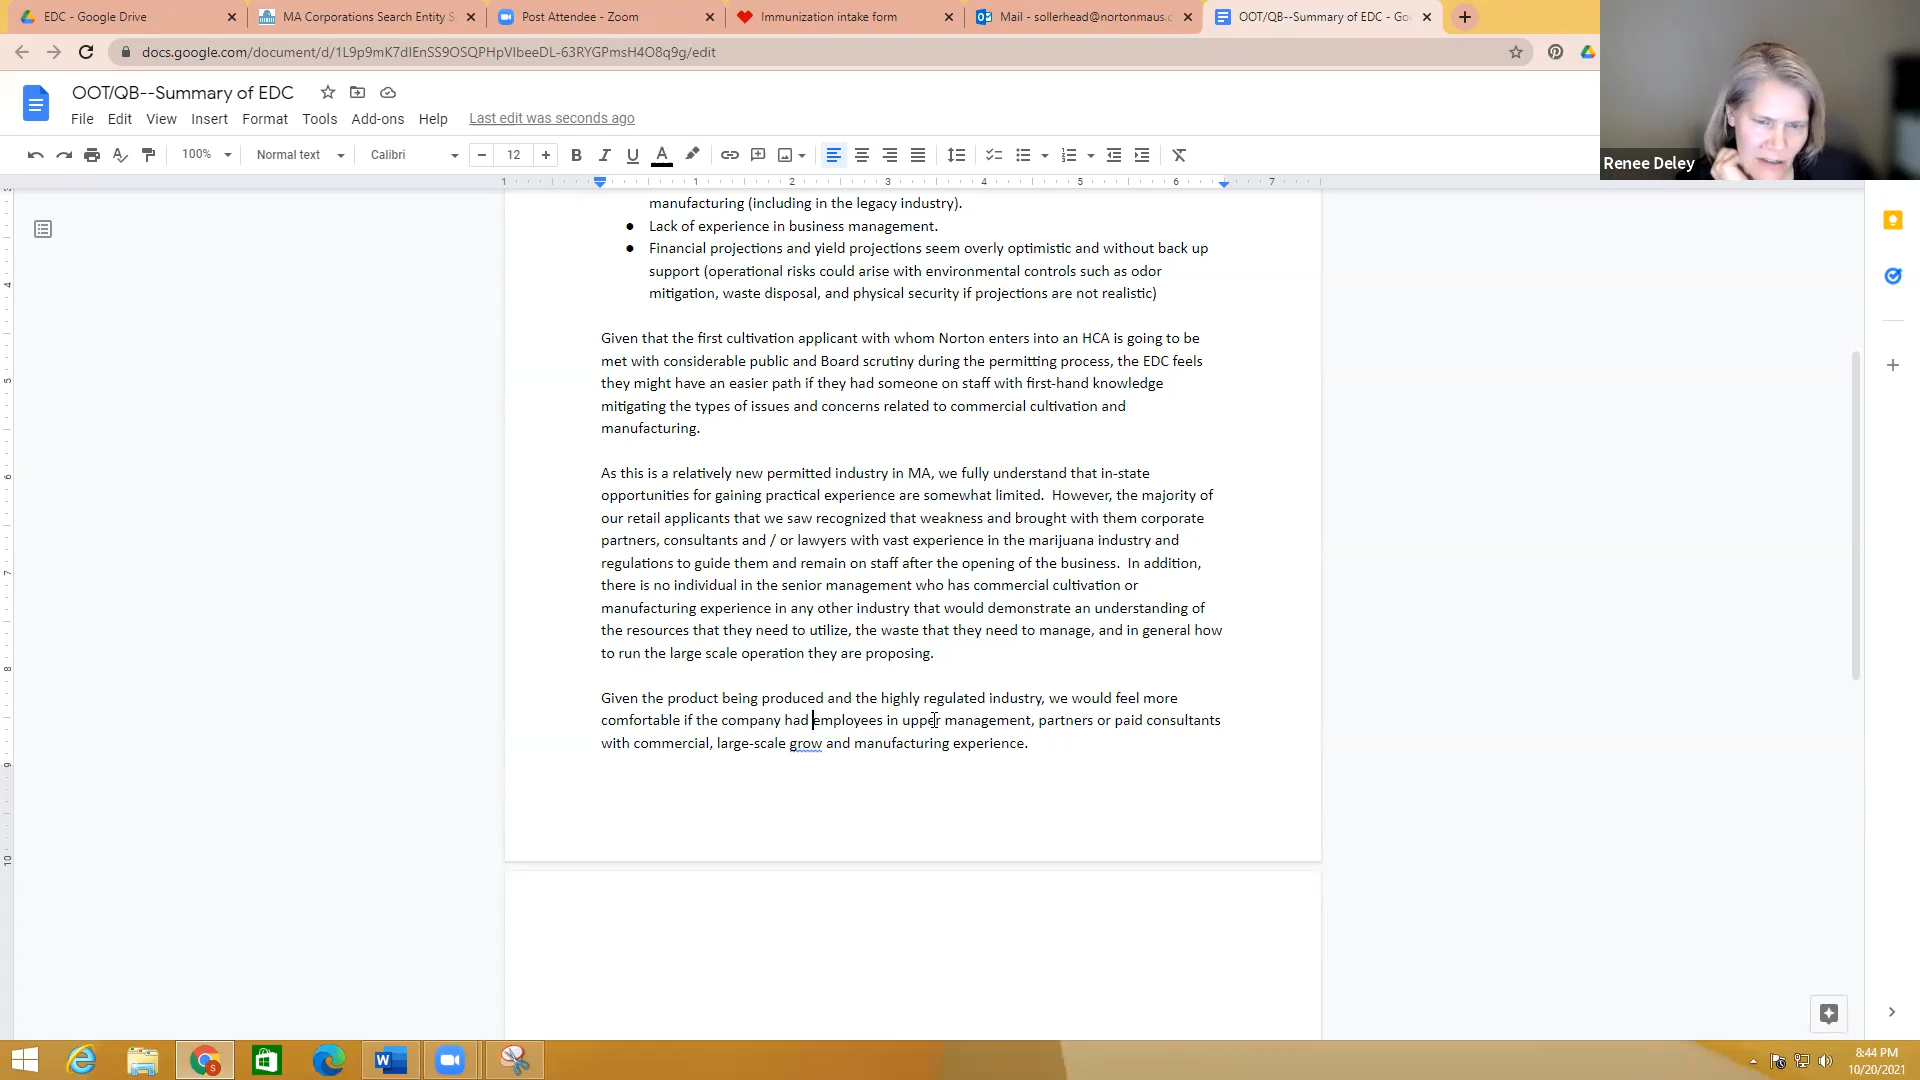 EDC - Google Drive
MA Corporations Search Entity S
Post Attendee - Zoom
Immunization intake form
Mail - sollerhead@nortonmaus.c
OOT/QB--Summary of EDC - Go
docs.google.com/document/d/1L9p9mK7dIEnSS9OSQPHpVIbeeDL-63RYGPmsH4O8q9g/edit
OOT/QB--Summary of EDC
File Edit View Insert Format Tools Add-ons Help Last edit was seconds ago
100% Normal text Calibri 12
Renee Deley
manufacturing (including in the legacy industry).
● Lack of experience in business management.
● Financial projections and yield projections seem overly optimistic and without back up
support (operational risks could arise with environmental controls such as odor
mitigation, waste disposal, and physical security if projections are not realistic)
Given that the first cultivation applicant with whom Norton enters into an HCA is going to be
met with considerable public and Board scrutiny during the permitting process, the EDC feels
they might have an easier path if they had someone on staff with first-hand knowledge
mitigating the types of issues and concerns related to commercial cultivation and
manufacturing.
As this is a relatively new permitted industry in MA, we fully understand that in-state
opportunities for gaining practical experience are somewhat limited.  However, the majority of
our retail applicants that we saw recognized that weakness and brought with them corporate
partners, consultants and / or lawyers with vast experience in the marijuana industry and
regulations to guide them and remain on staff after the opening of the business.  In addition,
there is no individual in the senior management who has commercial cultivation or
manufacturing experience in any other industry that would demonstrate an understanding of
the resources that they need to utilize, the waste that they need to manage, and in general how
to run the large scale operation they are proposing.
Given the product being produced and the highly regulated industry, we would feel more
comfortable if the company had employees in upper management, partners or paid consultants
with commercial, large-scale grow and manufacturing experience.
8:44 PM
10/20/2021